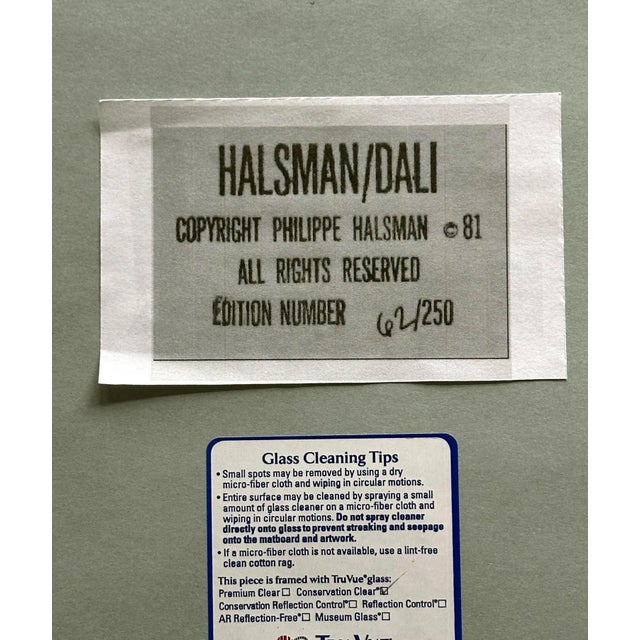 HALSMAN/DALI
COPYRIGHT PHILIPPE HALSMAN © 81
ALL RIGHTS RESERVED
EDITION NUMBER 62/250
Glass Cleaning Tips
• Small spots may be removed by using a dry
micro-fiber cloth and wiping in circular motions.
• Entire surface may be cleaned by spraying a small
amount of glass cleaner on a micro-fiber cloth and
wiping in circular motions. Do not spray cleaner
directly onto glass to prevent streaking and seepage
onto the matboard and artwork.
• If a micro-fiber cloth is not available, use a lint-free
clean cotton rag.
This piece is framed with TruVue® glass:
Premium Clear ☐ Conservation Clear® ☑
Conservation Reflection Control® ☐ Reflection Control® ☐
AR Reflection-Free® ☐ Museum Glass® ☐
TRU VUE